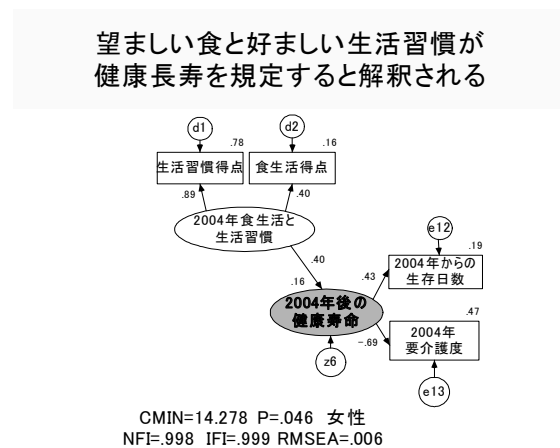 望ましい食と好ましい生活習慣が
健康長寿を規定すると解釈される
d1
d2
.78
.16
生活習慣得点
食生活得点
.89
.40
2004年食生活と
生活習慣
.40
e12
.19
2004年からの
生存日数
.16
.43
2004年後の
健康寿命
.47
2004年
要介護度
-.69
z6
e13
CMIN=14.278 P=.046 女性
NFI=.998 IFI=.999 RMSEA=.006